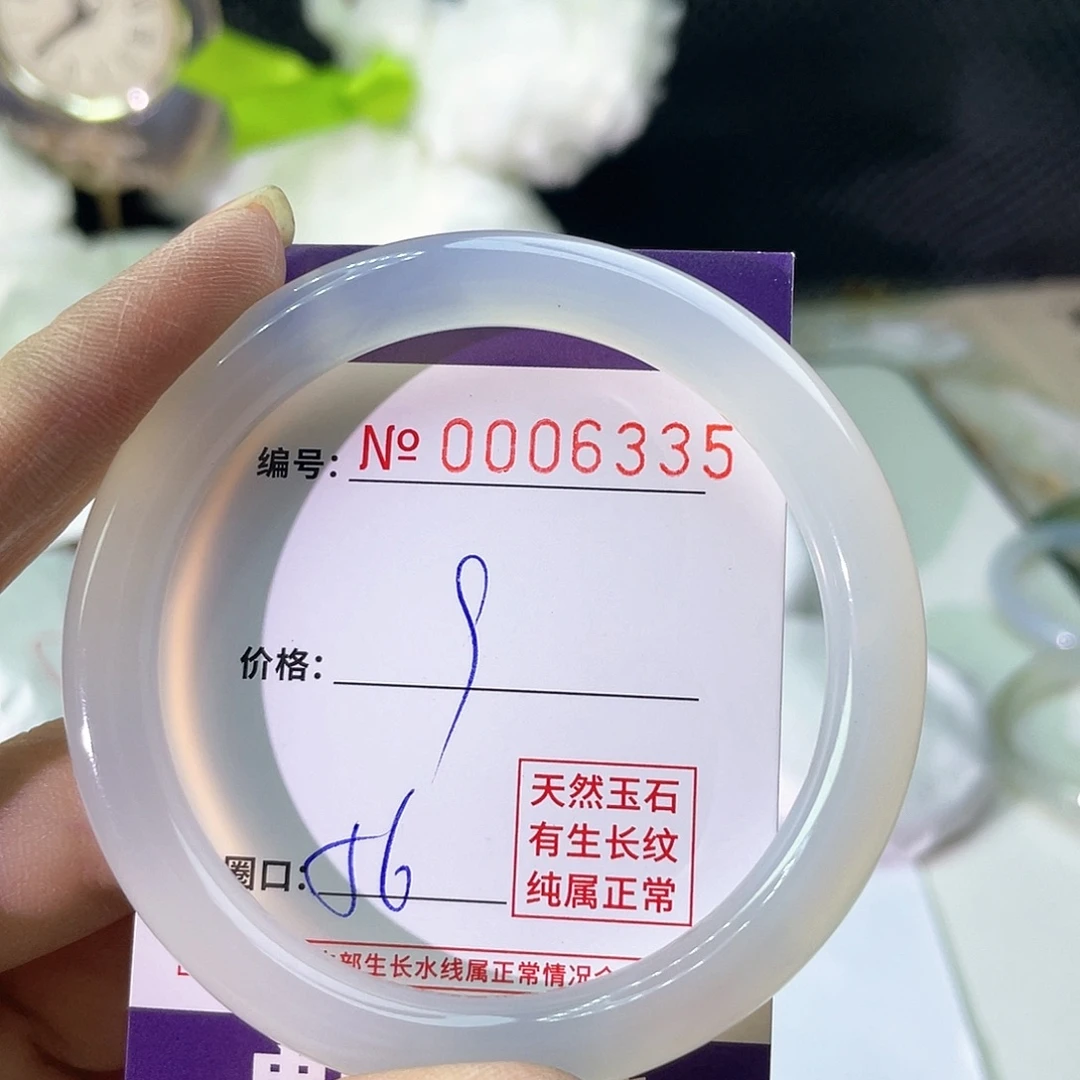 编号: № 0006335
价格:
天然玉石
有生长纹
纯属正常
圈口: 56
部生长水线属正常情况